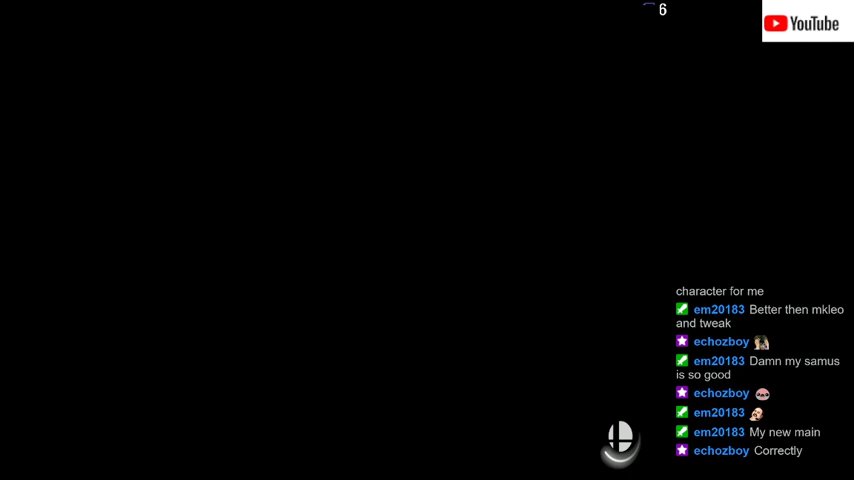 6
YouTube
character for me
em20183 Better then mkleo
and tweak
echozboy
em20183 Damn my samus
is so good
echozboy
em20183
em20183 My new main
echozboy Correctly